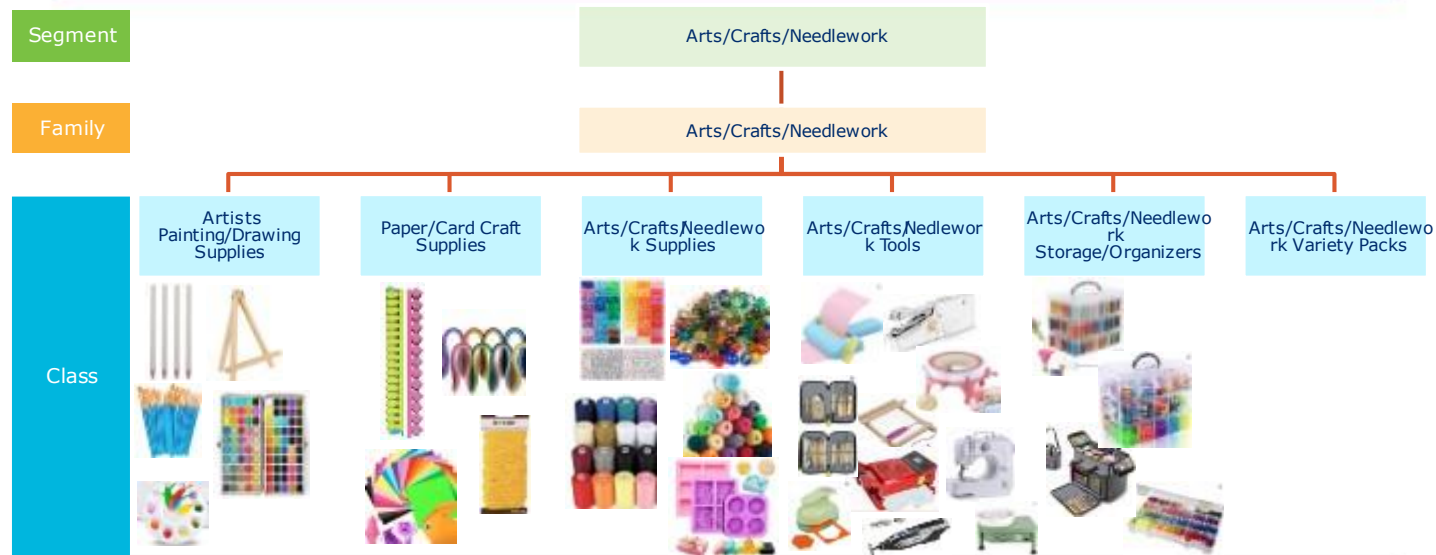 Segment
Arts/Crafts/Needlework
Family
Arts/Crafts/Needlework
Class
Artists
Painting/Drawing
Supplies
Paper/Card Craft
Supplies
Arts/Crafts/Needlewo
k Supplies
Arts/Crafts/Nedlewor
k Tools
Arts/Crafts/Needlewo
rk
Storage/Organizers
Arts/Crafts/Needlewo
rk Variety Packs